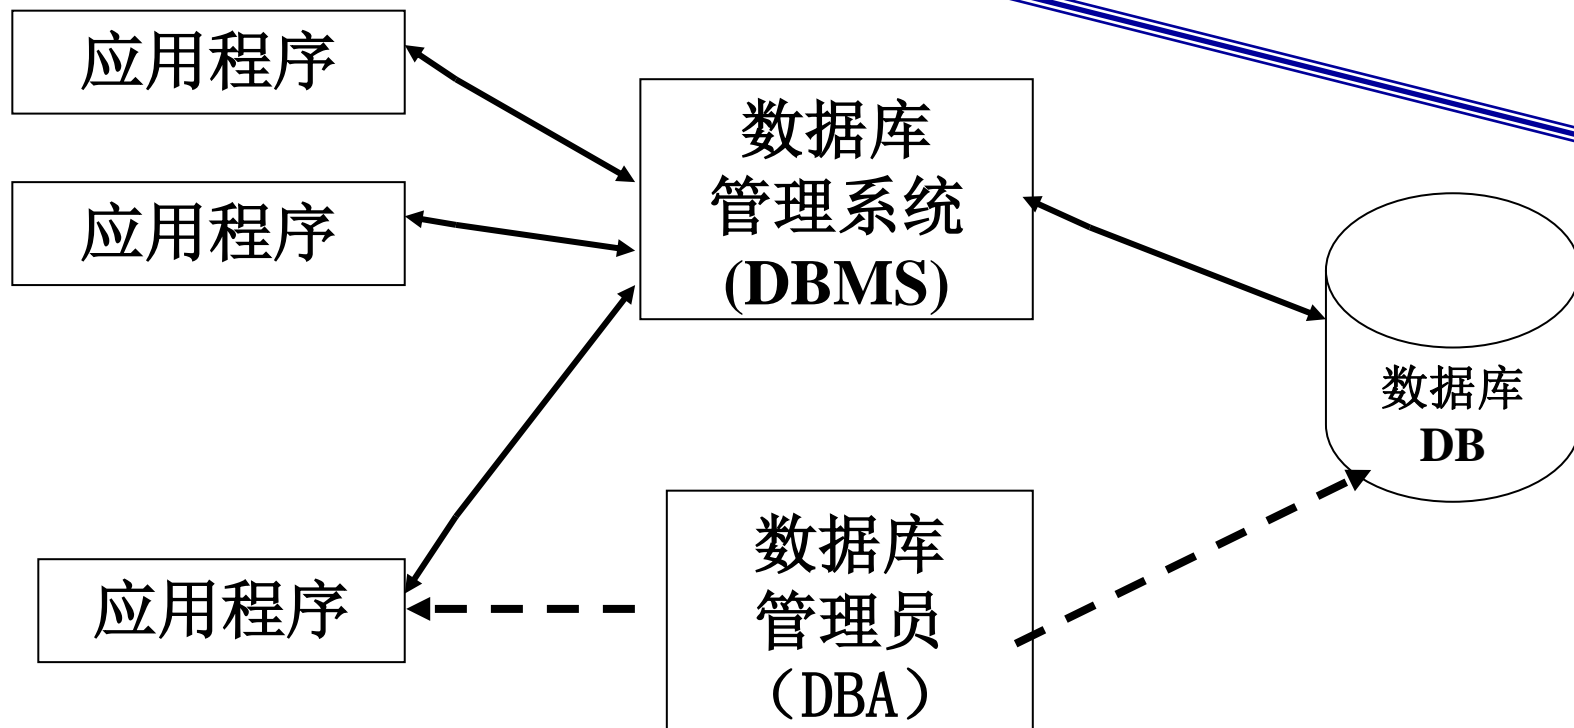 应用程序
应用程序
应用程序
数据库
管理系统
(DBMS)
数据库
管理员
（DBA）
数据库
DB